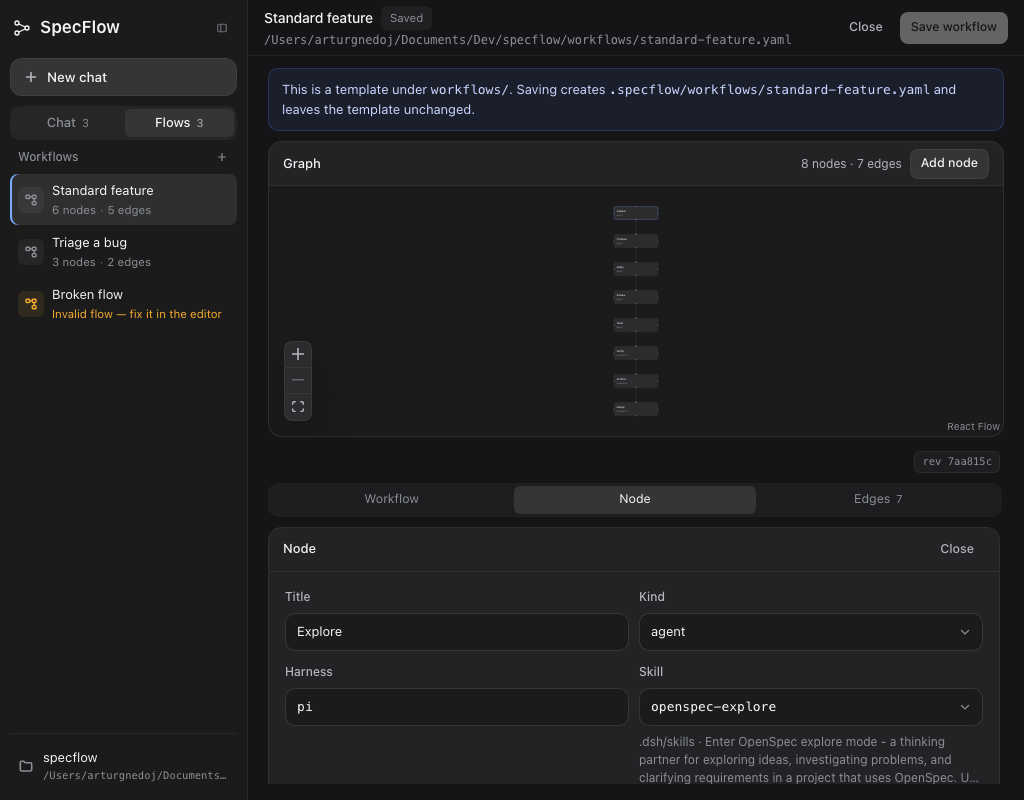 SpecFlow
New chat
Chat 3
Flows 3
Workflows
Standard feature
6 nodes · 5 edges
Triage a bug
3 nodes · 2 edges
Broken flow
Invalid flow — fix it in the editor
specflow
/Users/arturgnedoj/Documents…
Standard feature
Saved
/Users/arturgnedoj/Documents/Dev/specflow/workflows/standard-feature.yaml
Close
Save workflow
This is a template under workflows/. Saving creates .specflow/workflows/standard-feature.yaml and
leaves the template unchanged.
Graph
8 nodes · 7 edges
Add node
React Flow
rev 7aa815c
Workflow
Node
Edges 7
Node
Close
Title
Kind
Explore
agent
Harness
Skill
pi
openspec-explore
.dsh/skills · Enter OpenSpec explore mode - a thinking
partner for exploring ideas, investigating problems, and
clarifying requirements in a project that uses OpenSpec. U…